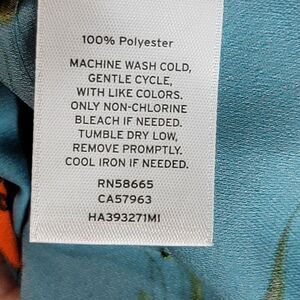 100% Polyester
MACHINE WASH COLD,
GENTLE CYCLE,
WITH LIKE COLORS.
ONLY NON-CHLORINE
BLEACH IF NEEDED.
TUMBLE DRY LOW,
REMOVE PROMPTLY.
COOL IRON IF NEEDED.
RN58665
CA57963
HA393271MI